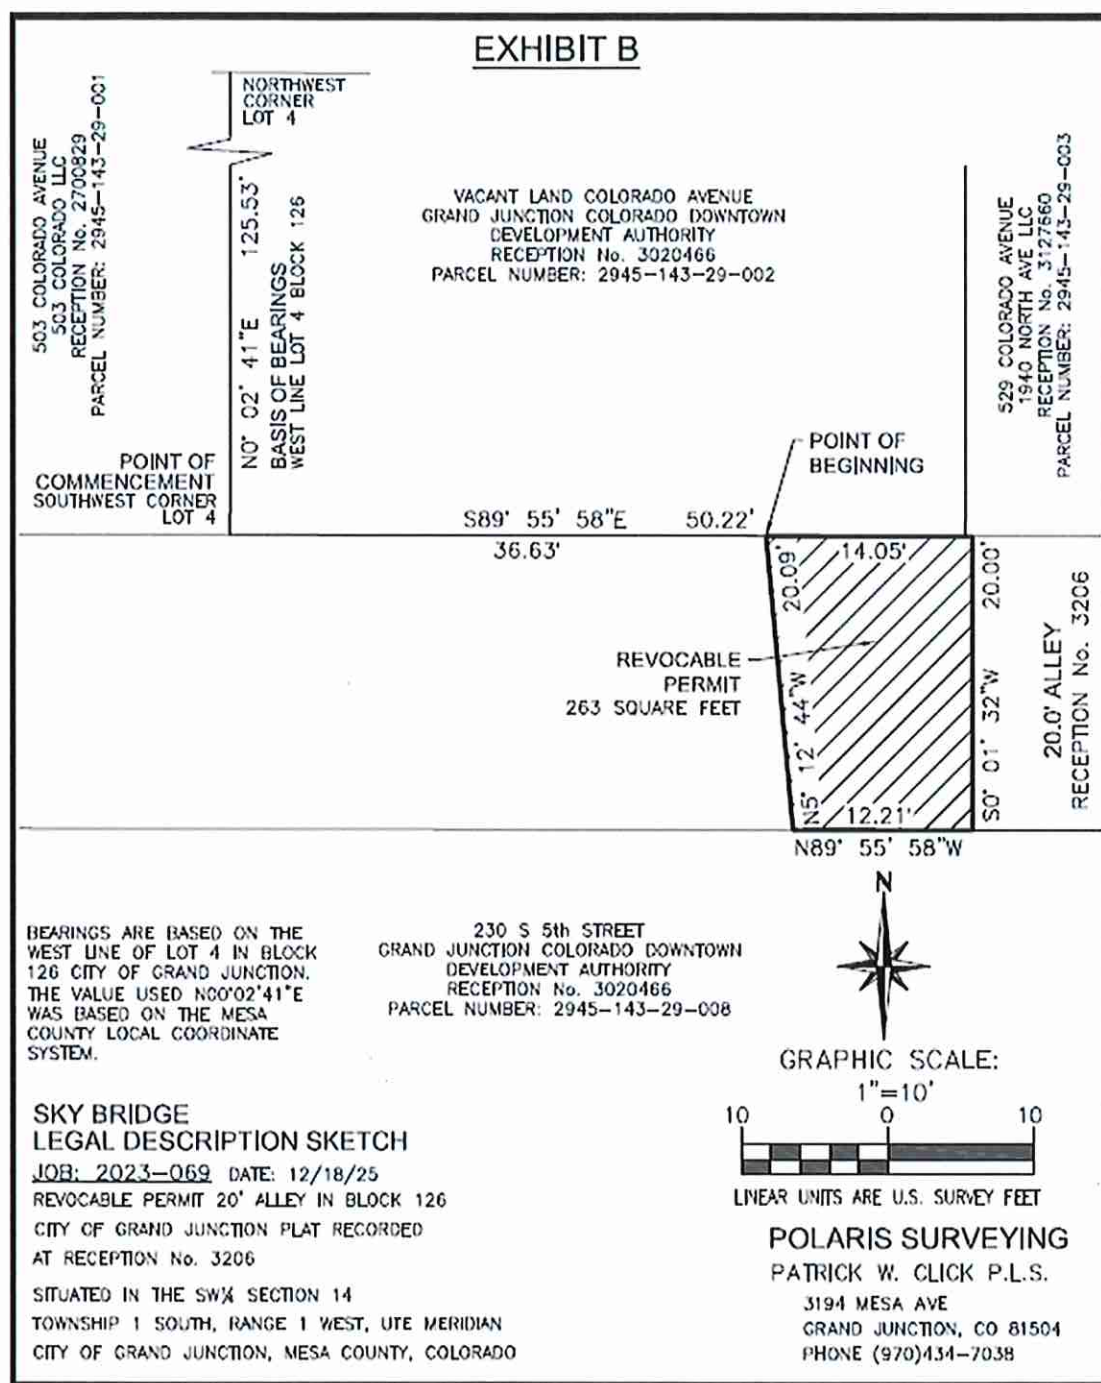 EXHIBIT B
503 COLORADO AVENUE
503 COLORADO LLC
RECEPTION No. 2700829
PARCEL NUMBER: 2945-143-29-001
NORTHWEST
CORNER
LOT 4
N0° 02' 41"E 125.53'
BASIS OF BEARINGS
WEST LINE LOT 4 BLOCK 126
VACANT LAND COLORADO AVENUE
GRAND JUNCTION COLORADO DOWNTOWN
DEVELOPMENT AUTHORITY
RECEPTION No. 3020466
PARCEL NUMBER: 2945-143-29-002
529 COLORADO AVENUE
1940 NORTH AVE LLC
RECEPTION No. 3127660
PARCEL NUMBER: 2945-143-29-003
POINT OF
COMMENCEMENT
SOUTHWEST CORNER
LOT 4
POINT OF
BEGINNING
S89° 55' 58"E 50.22'
36.63'
14.05'
N5° 12' 44"W 20.09'
S0° 01' 32"W 20.00'
REVOCABLE
PERMIT
263 SQUARE FEET
20.0' ALLEY
RECEPTION No. 3206
12.21'
N89° 55' 58"W
N
BEARINGS ARE BASED ON THE
WEST LINE OF LOT 4 IN BLOCK
126 CITY OF GRAND JUNCTION.
THE VALUE USED N00°02'41"E
WAS BASED ON THE MESA
COUNTY LOCAL COORDINATE
SYSTEM.
230 S 5th STREET
GRAND JUNCTION COLORADO DOWNTOWN
DEVELOPMENT AUTHORITY
RECEPTION No. 3020466
PARCEL NUMBER: 2945-143-29-008
GRAPHIC SCALE:
1"=10'
10 0 10
LINEAR UNITS ARE U.S. SURVEY FEET
SKY BRIDGE
LEGAL DESCRIPTION SKETCH
JOB: 2023-069 DATE: 12/18/25
REVOCABLE PERMIT 20' ALLEY IN BLOCK 126
CITY OF GRAND JUNCTION PLAT RECORDED
AT RECEPTION No. 3206
SITUATED IN THE SW¼ SECTION 14
TOWNSHIP 1 SOUTH, RANGE 1 WEST, UTE MERIDIAN
CITY OF GRAND JUNCTION, MESA COUNTY, COLORADO
POLARIS SURVEYING
PATRICK W. CLICK P.L.S.
3194 MESA AVE
GRAND JUNCTION, CO 81504
PHONE (970)434-7038